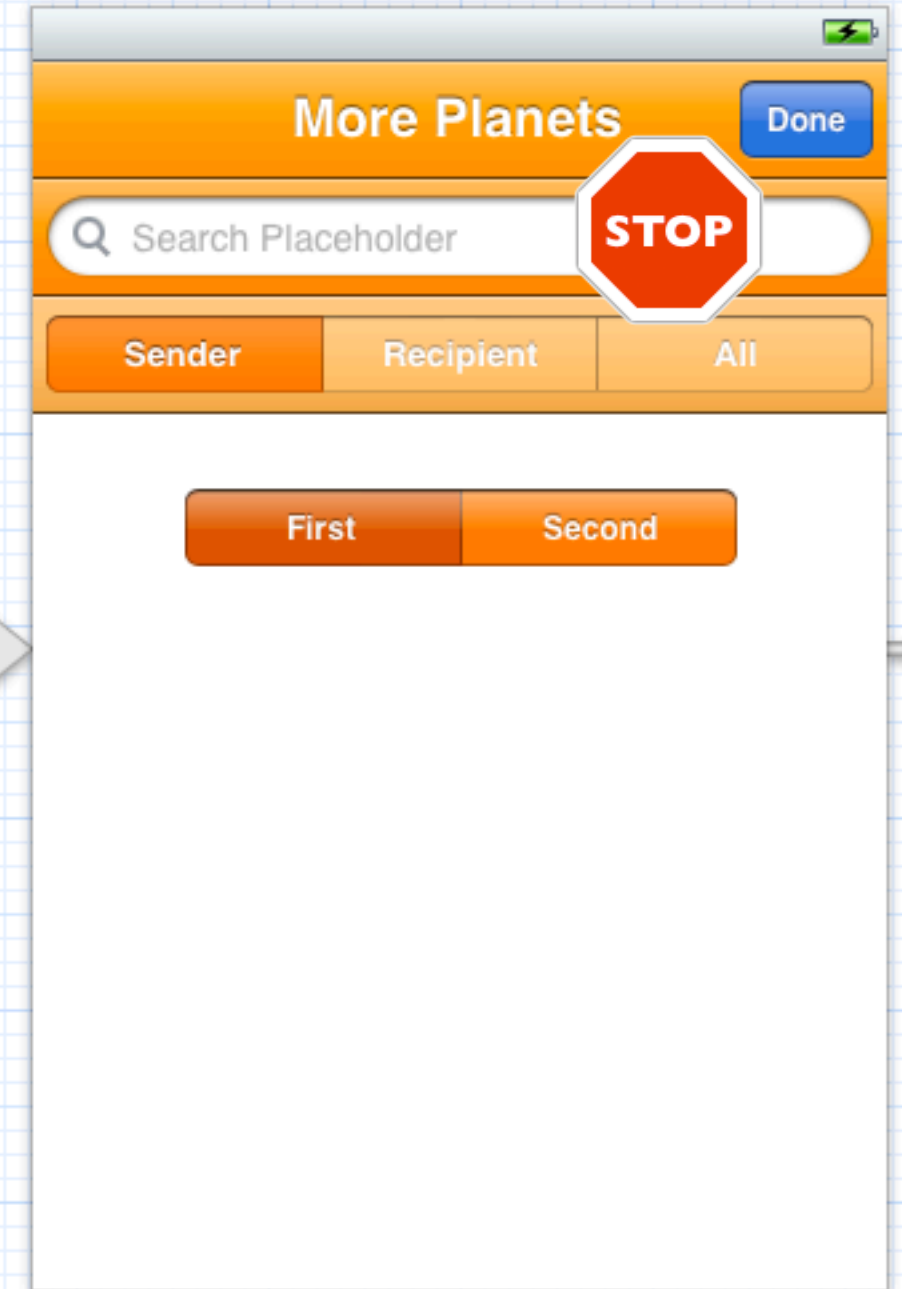 More Planets
Done
Search Placeholder
STOP
Sender Recipient All
First Second